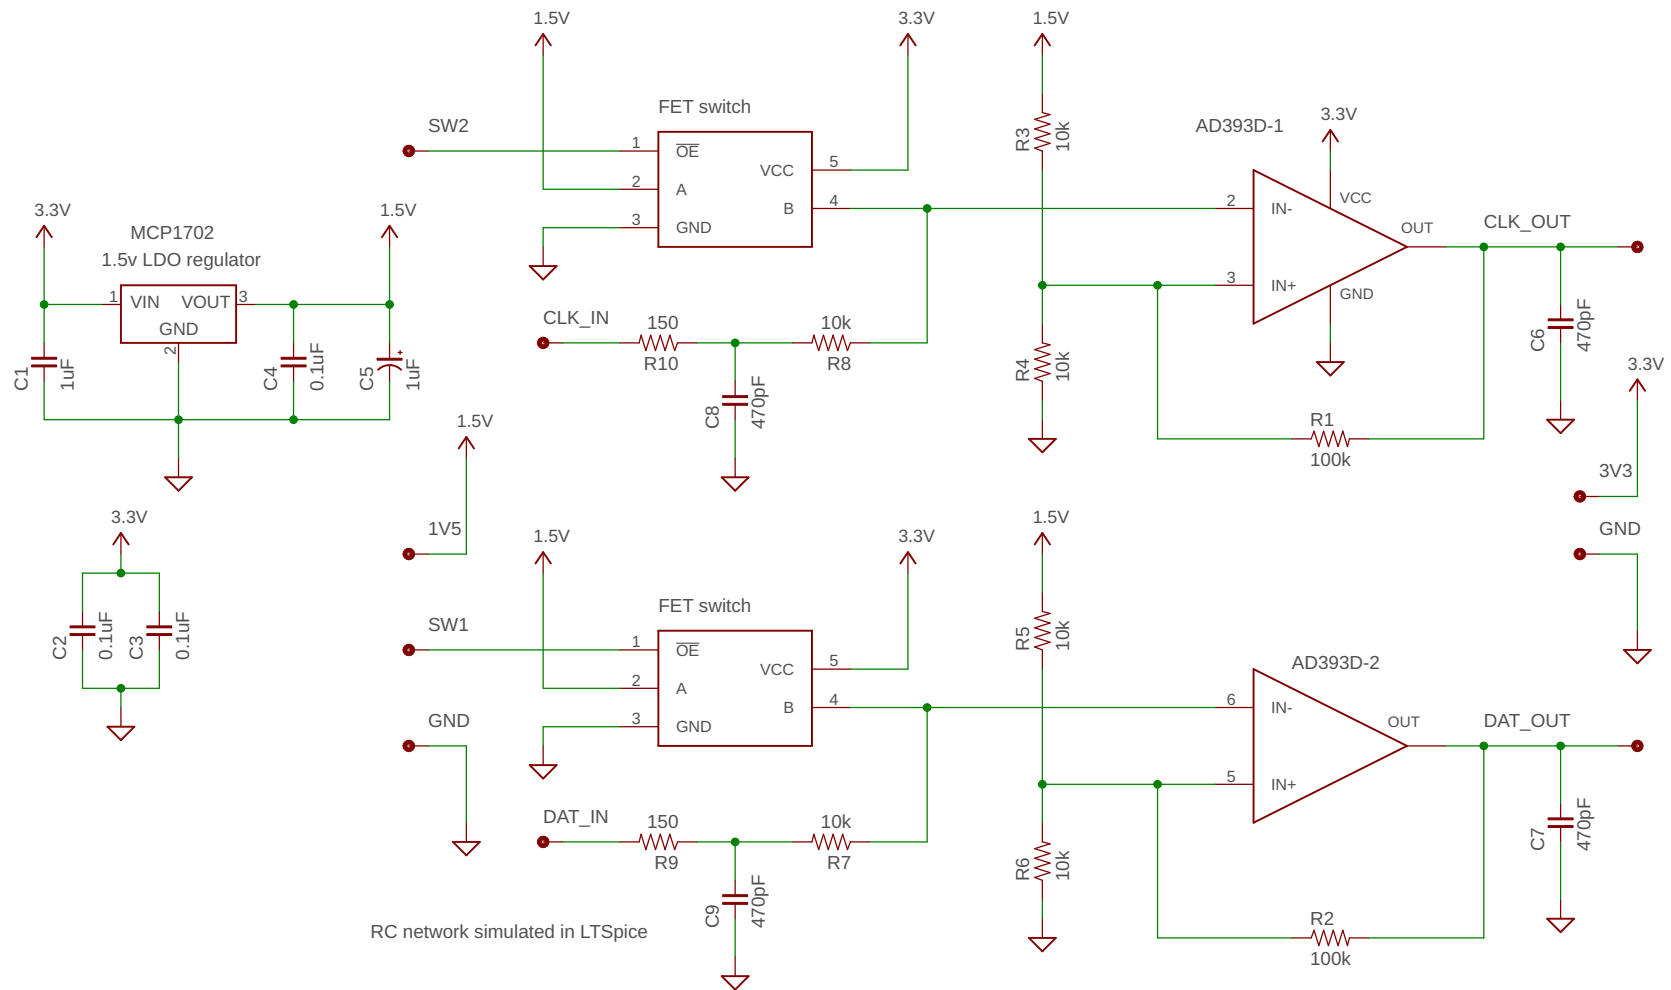 1.5V
3.3V
1.5V
FET switch
SW2
1
OE
2
A
3
GND
VCC
5
B
4
R3
10k
AD393D-1
3.3V
2
IN-
VCC
OUT
3
IN+
GND
CLK_OUT
C6
470pF
3.3V
MCP1702
1.5v LDO regulator
1.5V
1
VIN
VOUT
3
GND
2
C1
1uF
C4
0.1uF
C5
1uF
CLK_IN
150
R10
10k
R8
C8
470pF
R4
10k
R1
100k
3.3V
3V3
GND
1.5V
1V5
3.3V
C2
0.1uF
C3
0.1uF
1.5V
3.3V
1.5V
FET switch
SW1
1
OE
2
A
3
GND
VCC
5
B
4
R5
10k
AD393D-2
6
IN-
OUT
5
IN+
DAT_OUT
C7
470pF
GND
DAT_IN
150
R9
10k
R7
C9
470pF
R6
10k
R2
100k
RC network simulated in LTSpice